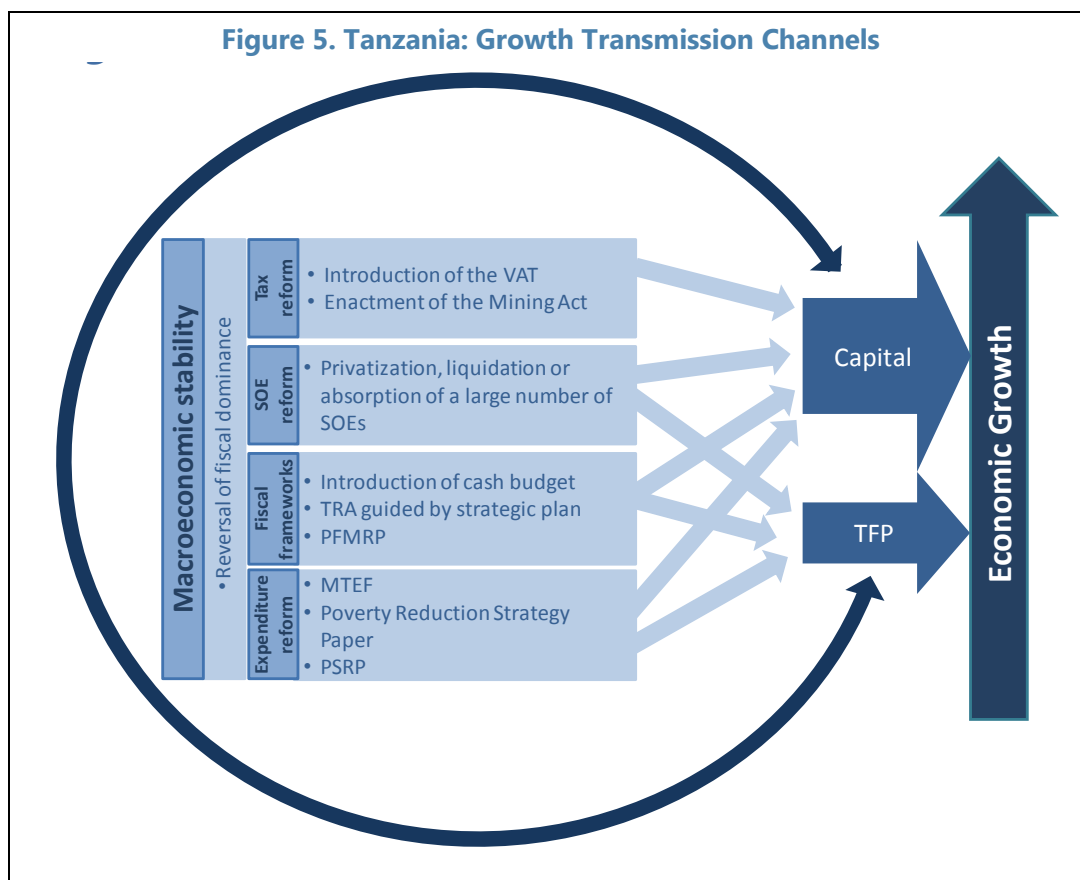 Figure 5. Tanzania: Growth Transmission Channels
Macroeconomic stability
• Reversal of fiscal dominance
Tax
reform
• Introduction of the VAT
• Enactment of the Mining Act
SOE
reform
• Privatization, liquidation or
absorption of a large number of
SOEs
Fiscal
frameworks
• Introduction of cash budget
• TRA guided by strategic plan
• PFMRP
Expenditure
reform
• MTEF
• Poverty Reduction Strategy
Paper
• PSRP
Capital
TFP
Economic Growth